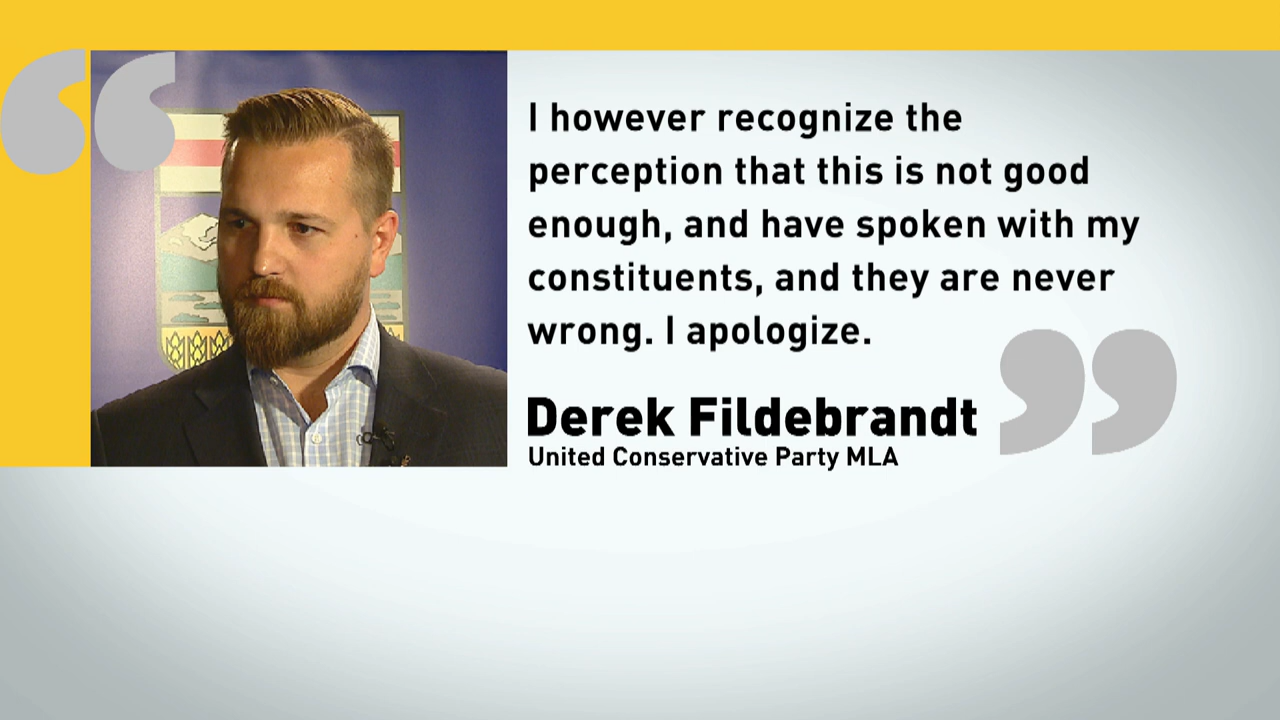 I however recognize the
perception that this is not good
enough, and have spoken with my
constituents, and they are never
wrong. I apologize.
Derek Fildebrandt
United Conservative Party MLA